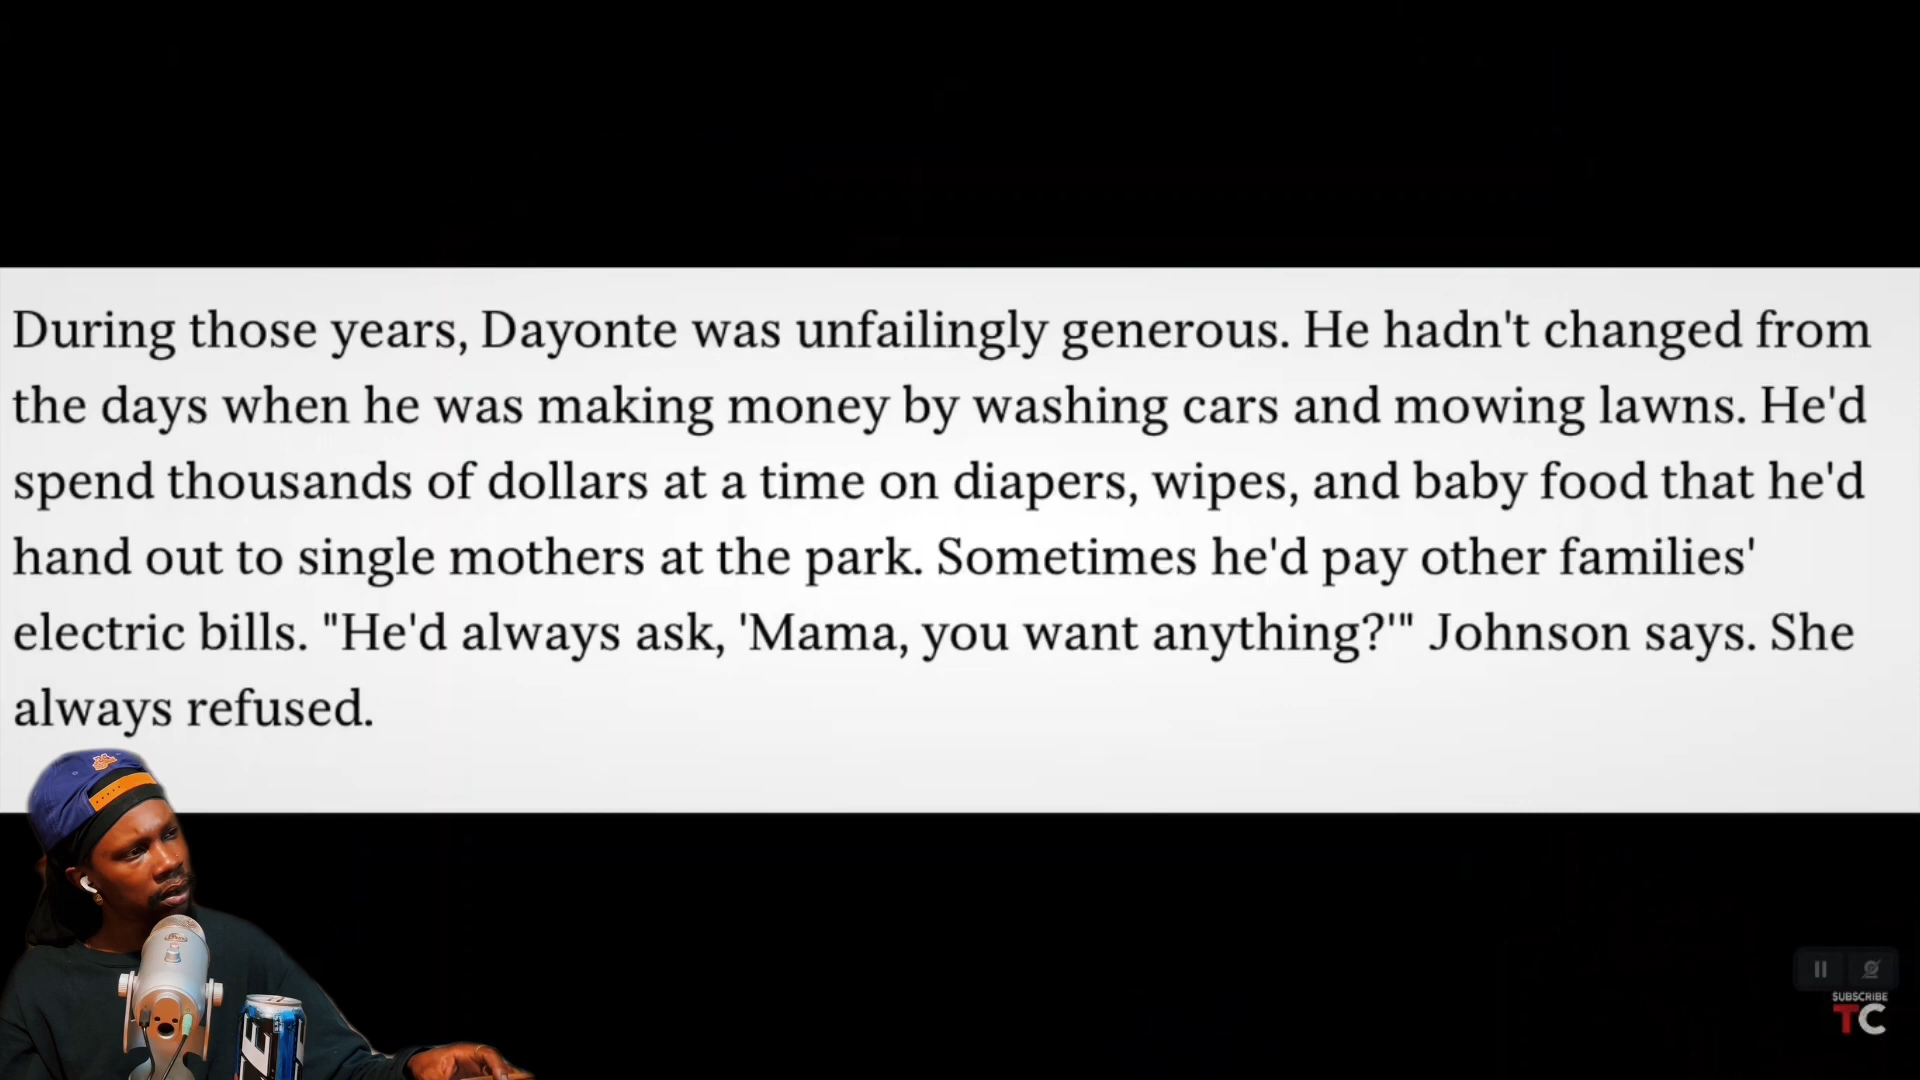 During those years, Dayonte was unfailingly generous. He hadn't changed from
the days when he was making money by washing cars and mowing lawns. He'd
spend thousands of dollars at a time on diapers, wipes, and baby food that he'd
hand out to single mothers at the park. Sometimes he'd pay other families'
electric bills. "He'd always ask, 'Mama, you want anything?'" Johnson says. She
always refused.
SUBSCRIBE
TC